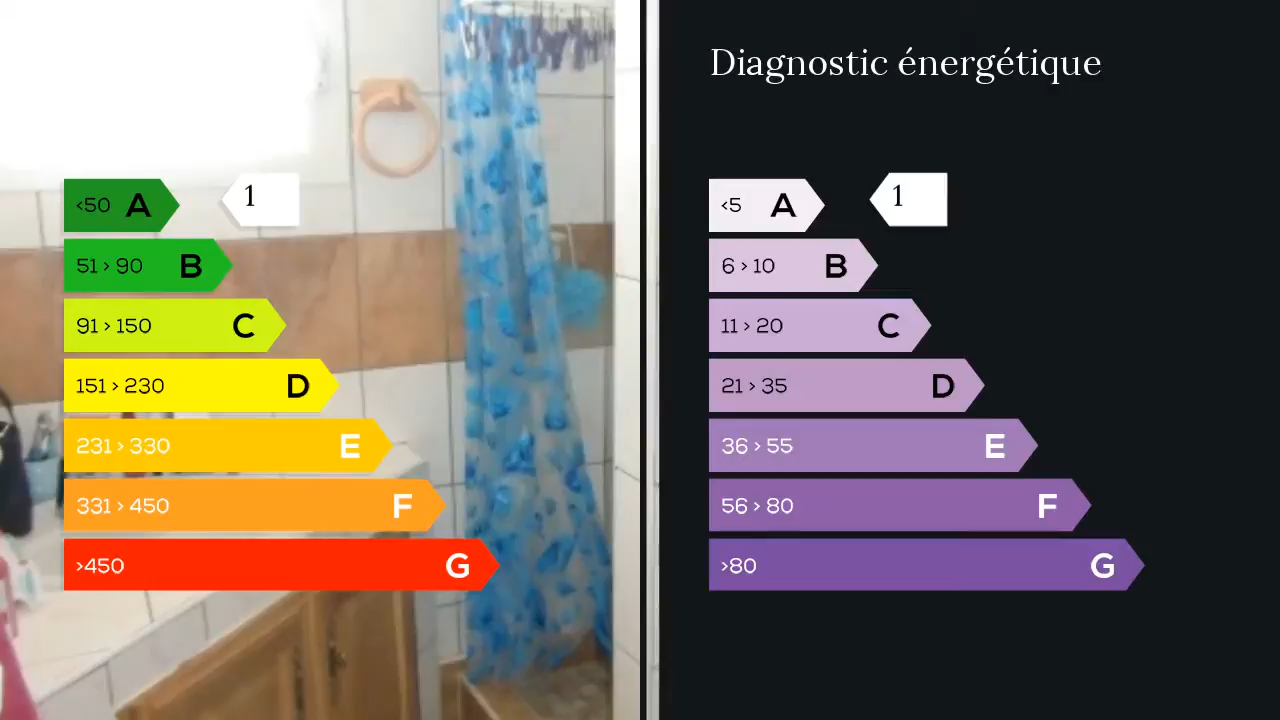 Diagnostic énergétique
<50 A 1
51 > 90 B
91 > 150 C
151 > 230 D
231 > 330 E
331 > 450 F
>450 G
<5 A 1
6 > 10 B
11 > 20 C
21 > 35 D
36 > 55 E
56 > 80 F
>80 G